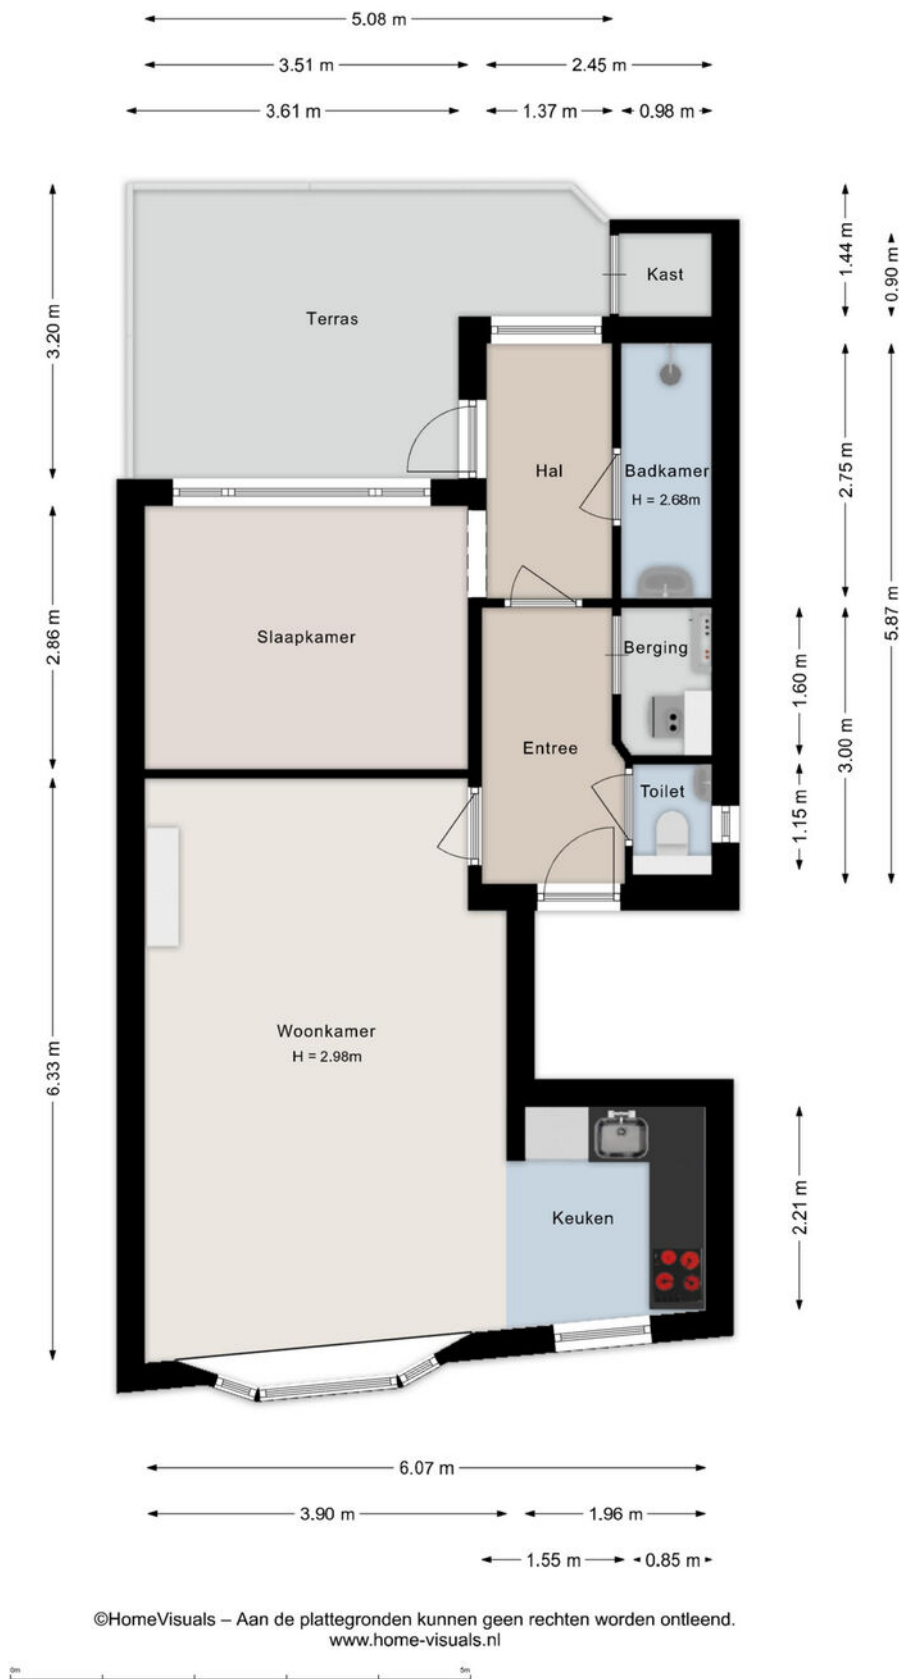 5.08 m
3.51 m
2.45 m
3.61 m
1.37 m
0.98 m
3.20 m
1.44 m
0.90 m
Kast
Terras
Hal
Badkamer
H = 2.68m
2.75 m
5.87 m
2.86 m
Slaapkamer
Berging
1.60 m
3.00 m
Entree
Toilet
1.15 m
6.33 m
Woonkamer
H = 2.98m
Keuken
2.21 m
6.07 m
3.90 m
1.96 m
1.55 m
0.85 m
©HomeVisuals – Aan de plattegronden kunnen geen rechten worden ontleend.
www.home-visuals.nl
0m
5m